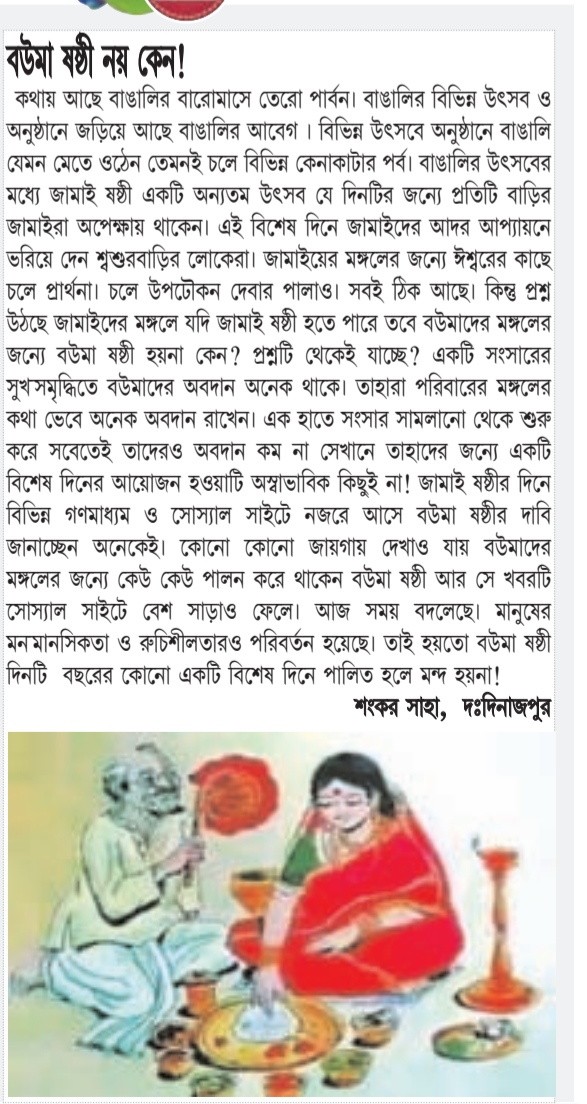 বউমা ষষ্ঠী নয় কেন!
কথায় আছে বাঙালির বারোমাসে তেরো পার্বন। বাঙালির বিভিন্ন উৎসব ও
অনুষ্ঠানে জড়িয়ে আছে বাঙালির আবেগ । বিভিন্ন উৎসবে অনুষ্ঠানে বাঙালি
যেমন মেতে ওঠেন তেমনই চলে বিভিন্ন কেনাকাটার পর্ব। বাঙালির উৎসবের
মধ্যে জামাই ষষ্ঠী একটি অন্যতম উৎসব যে দিনটির জন্যে প্রতিটি বাড়ির
জামাইরা অপেক্ষায় থাকেন। এই বিশেষ দিনে জামাইদের আদর আপ্যায়নে
ভরিয়ে দেন শ্বশুরবাড়ির লোকেরা। জামাইয়ের মঙ্গলের জন্যে ঈশ্বরের কাছে
চলে প্রার্থনা। চলে উপঢৌকন দেবার পালাও। সবই ঠিক আছে। কিন্তু প্রশ্ন
উঠছে জামাইদের মঙ্গলে যদি জামাই ষষ্ঠী হতে পারে তবে বউমাদের মঙ্গলের
জন্যে বউমা ষষ্ঠী হয়না কেন? প্রশ্নটি থেকেই যাচ্ছে? একটি সংসারের
সুখসমৃদ্ধিতে বউমাদের অবদান অনেক থাকে। তাহারা পরিবারের মঙ্গলের
কথা ভেবে অনেক অবদান রাখেন। এক হাতে সংসার সামলানো থেকে শুরু
করে সবেতেই তাদেরও অবদান কম না সেখানে তাহাদের জন্যে একটি
বিশেষ দিনের আয়োজন হওয়াটি অস্বাভাবিক কিছুই না! জামাই ষষ্ঠীর দিনে
বিভিন্ন গণমাধ্যম ও সোস্যাল সাইটে নজরে আসে বউমা ষষ্ঠীর দাবি
জানাচ্ছেন অনেকেই। কোনো কোনো জায়গায় দেখাও যায় বউমাদের
মঙ্গলের জন্যে কেউ কেউ পালন করে থাকেন বউমা ষষ্ঠী আর সে খবরটি
সোস্যাল সাইটে বেশ সাড়াও ফেলে। আজ সময় বদলেছে। মানুষের
মনমানসিকতা ও রুচিশীলতারও পরিবর্তন হয়েছে। তাই হয়তো বউমা ষষ্ঠী
দিনটি বছরের কোনো একটি বিশেষ দিনে পালিত হলে মন্দ হয়না!
শংকর সাহা, দঃদিনাজপুর